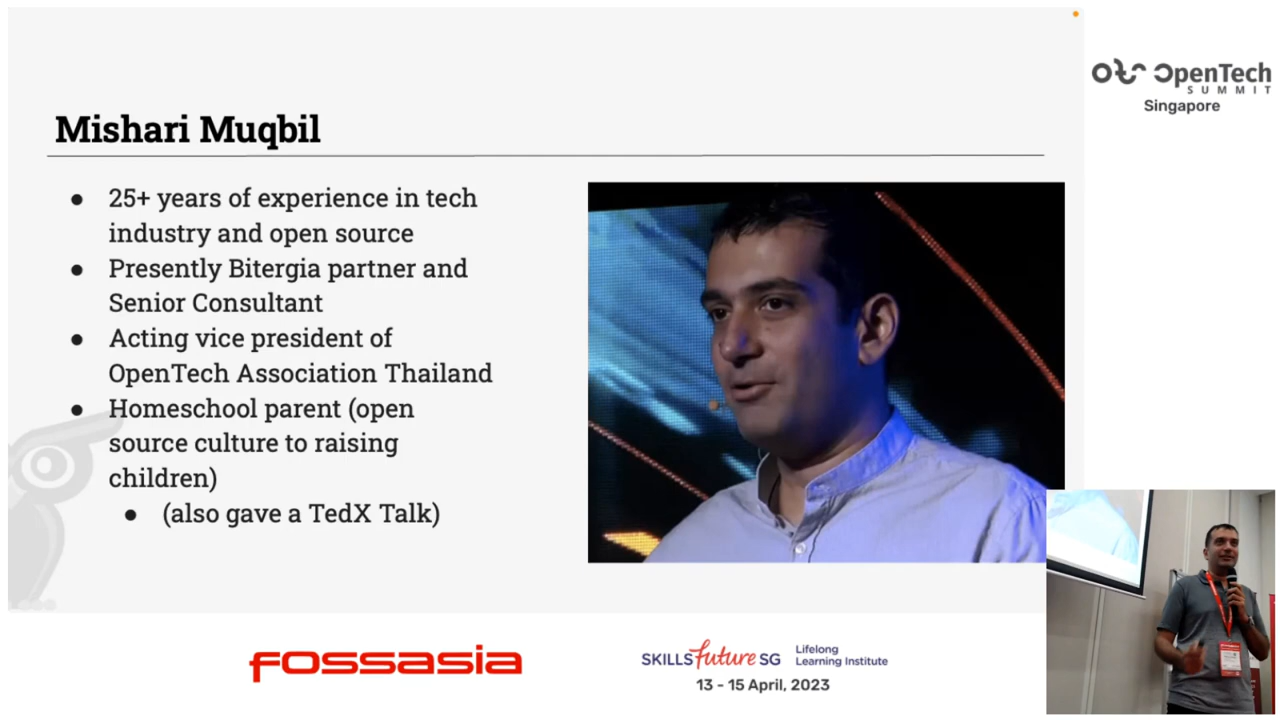 Mishari Muqbil
● 25+ years of experience in tech
industry and open source
● Presently Bitergia partner and
Senior Consultant
● Acting vice president of
OpenTech Association Thailand
● Homeschool parent (open
source culture to raising
children)
● (also gave a TedX Talk)
OpenTech
SUMMIT
Singapore
fossasia
SKILLSfuture SG
Lifelong
Learning Institute
13 - 15 April, 2023